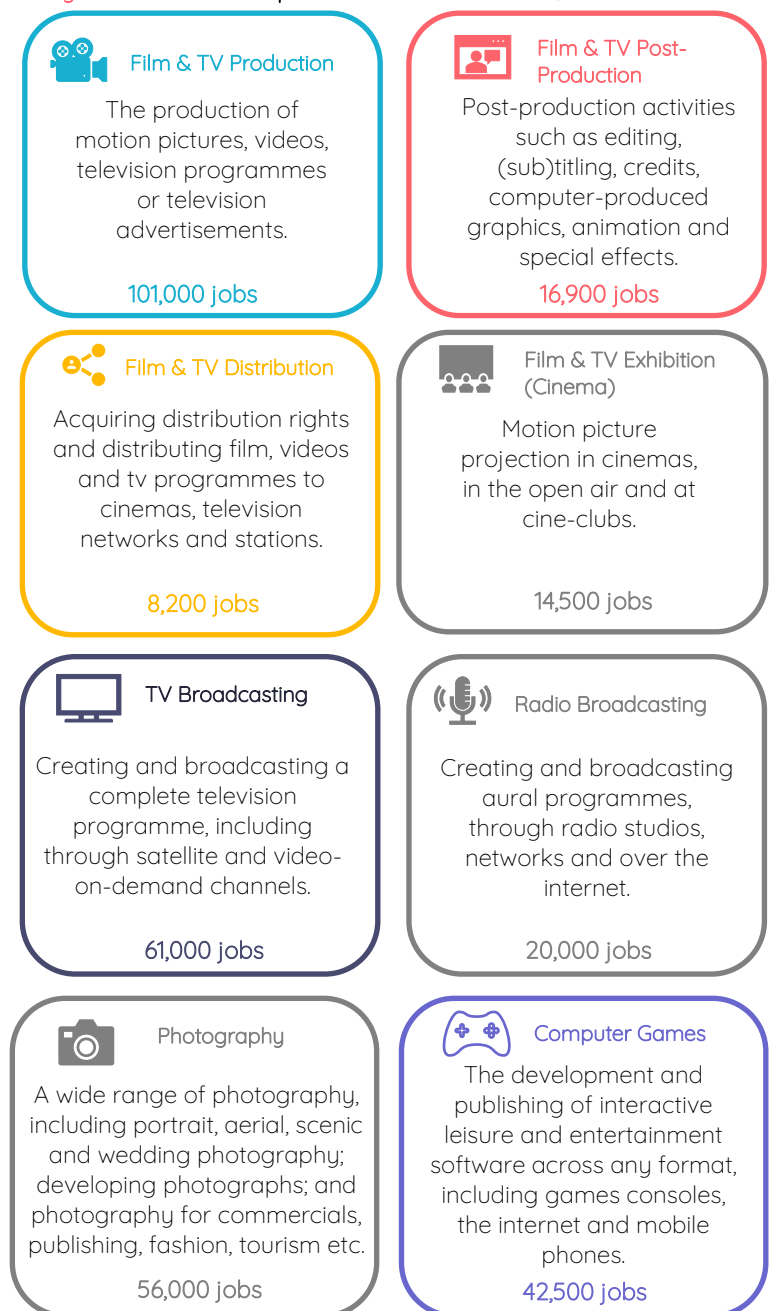 Film & TV Production
The production of
motion pictures, videos,
television programmes
or television
advertisements.
101,000 jobs
Film & TV Post-
Production
Post-production activities
such as editing,
(sub)titling, credits,
computer-produced
graphics, animation and
special effects.
16,900 jobs
Film & TV Distribution
Acquiring distribution rights
and distributing film, videos
and tv programmes to
cinemas, television
networks and stations.
8,200 jobs
Film & TV Exhibition
(Cinema)
Motion picture
projection in cinemas,
in the open air and at
cine-clubs.
14,500 jobs
TV Broadcasting
Creating and broadcasting a
complete television
programme, including
through satellite and video-
on-demand channels.
61,000 jobs
Radio Broadcasting
Creating and broadcasting
aural programmes,
through radio studios,
networks and over the
internet.
20,000 jobs
Photography
A wide range of photography,
including portrait, aerial, scenic
and wedding photography;
developing photographs; and
photography for commercials,
publishing, fashion, tourism etc.
56,000 jobs
Computer Games
The development and
publishing of interactive
leisure and entertainment
software across any format,
including games consoles,
the internet and mobile
phones.
42,500 jobs